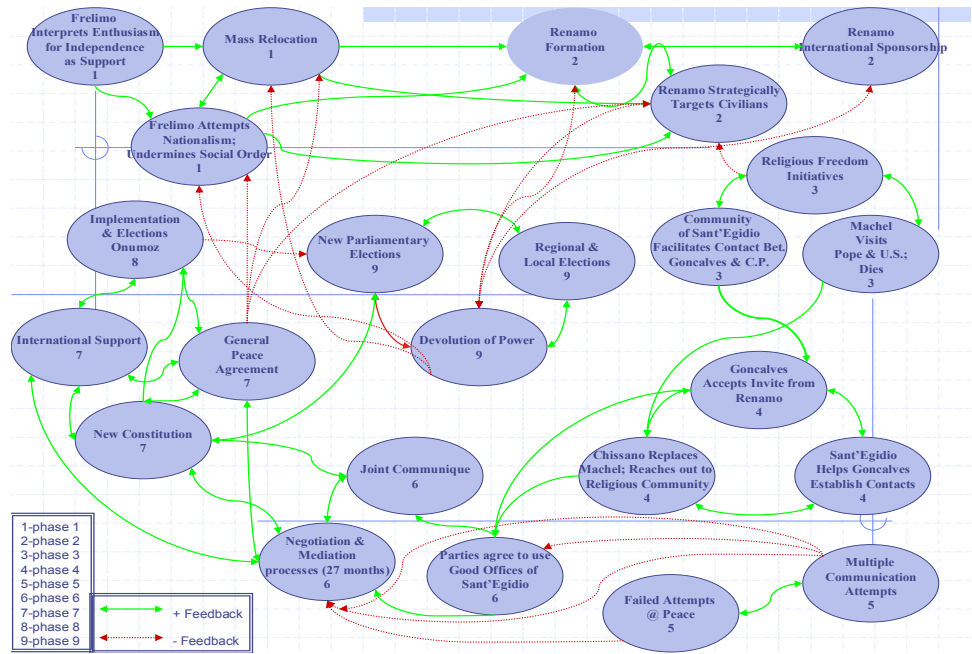 Frelimo
Interprets Enthusiasm
for Independence
as Support
1
Mass Relocation
1
Renamo
Formation
2
Renamo
International Sponsorship
2
Renamo Strategically
Targets Civilians
2
Frelimo Attempts
Nationalism;
Undermines Social Order
1
Religious Freedom
Initiatives
3
Implementation
& Elections
Onumoz
8
New Parliamentary
Elections
9
Regional &
Local Elections
9
Community
of Sant'Egidio
Facilitates Contact Bet.
Goncalves & C.P.
3
Machel
Visits
Pope & U.S.;
Dies
3
International Support
7
General
Peace
Agreement
7
Devolution of Power
9
Goncalves
Accepts Invite from
Renamo
4
New Constitution
7
Joint Communique
6
Chissano Replaces
Machel; Reaches out to
Religious Community
4
Sant'Egidio
Helps Goncalves
Establish Contacts
4
Negotiation &
Mediation
processes (27 months)
6
Parties agree to use
Good Offices of
Sant'Egidio
6
Multiple
Communication
Attempts
5
Failed Attempts
@ Peace
5
1-phase 1
2-phase 2
3-phase 3
4-phase 4
5-phase 5
6-phase 6
7-phase 7
8-phase 8
9-phase 9
+ Feedback
- Feedback